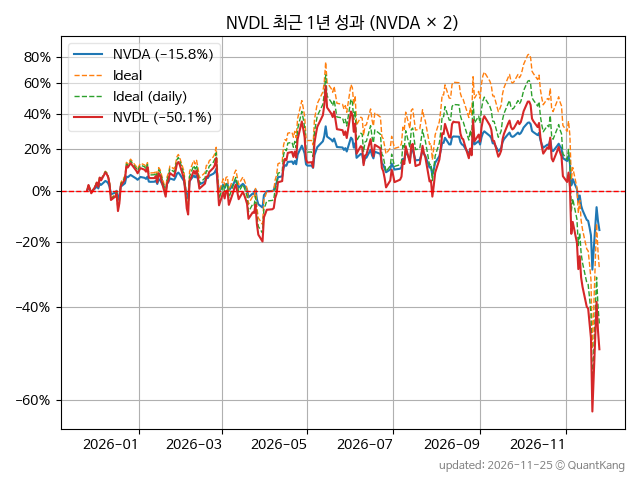 NVDL 최근 1년 성과 (NVDA × 2)
80%
60%
40%
20%
0%
−20%
−40%
−60%
NVDA (−15.8%)
Ideal
Ideal (daily)
NVDL (−50.1%)
2026-01
2026-03
2026-05
2026-07
2026-09
2026-11
updated: 2026-11-25 © QuantKang